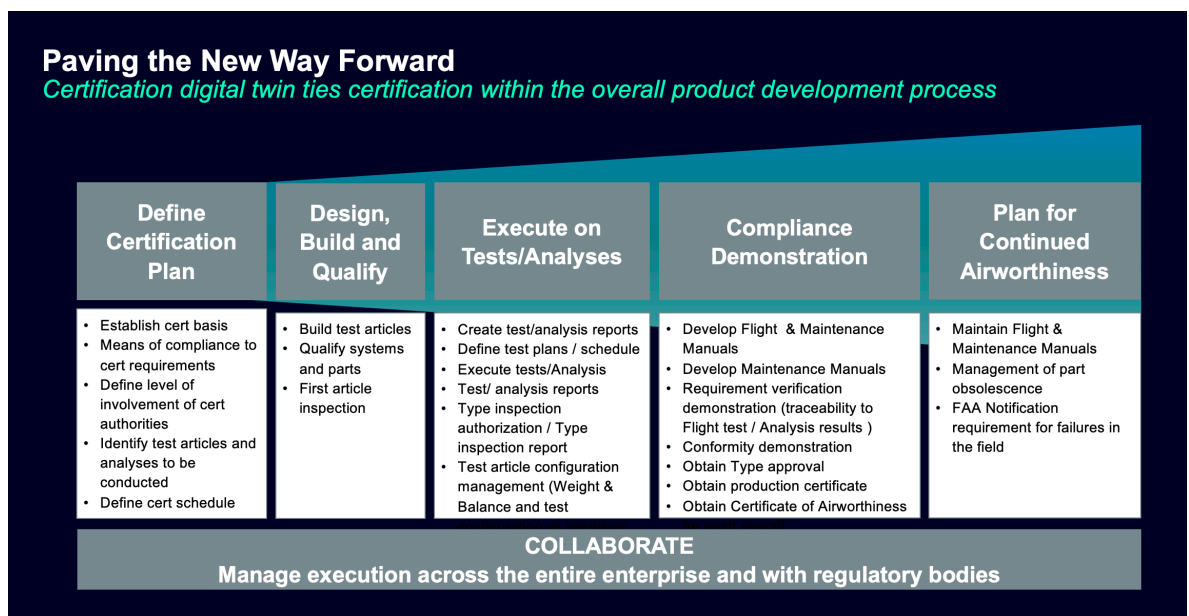 Paving the New Way Forward
Certification digital twin ties certification within the overall product development process
Define
Certification
Plan
• Establish cert basis
• Means of compliance to
cert requirements
• Define level of
involvement of cert
authorities
• Identify test articles and
analyses to be
conducted
• Define cert schedule
Design,
Build and
Qualify
• Build test articles
• Qualify systems
and parts
• First article
inspection
Execute on
Tests/Analyses
• Create test/analysis reports
• Define test plans / schedule
• Execute tests/Analysis
• Test/ analysis reports
• Type inspection
authorization / Type
inspection report
• Test article configuration
management (Weight &
Balance and test
Compliance
Demonstration
• Develop Flight & Maintenance
Manuals
• Develop Maintenance Manuals
• Requirement verification
demonstration (traceability to
Flight test / Analysis results )
• Conformity demonstration
• Obtain Type approval
• Obtain production certificate
• Obtain Certificate of Airworthiness
Plan for
Continued
Airworthiness
• Maintain Flight &
Maintenance Manuals
• Management of part
obsolescence
• FAA Notification
requirement for failures in
the field
COLLABORATE
Manage execution across the entire enterprise and with regulatory bodies